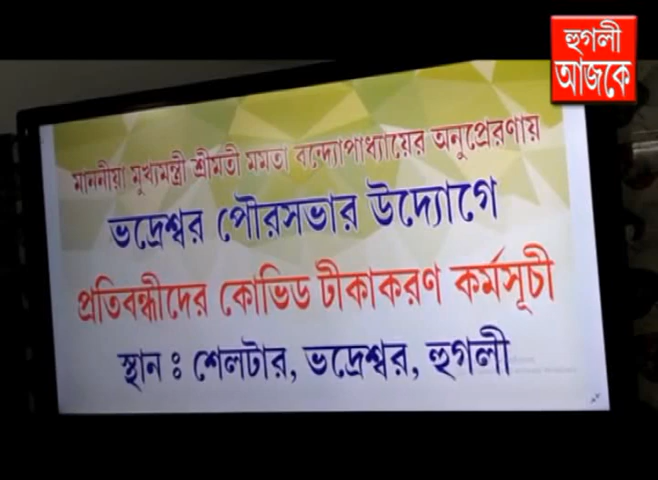 হুগলী
আজকে
মাননীয়া মুখ্যমন্ত্রী শ্রীমতী মমতা বন্দ্যোপাধ্যায়ের অনুপ্রেরণায়
ভদ্রেশ্বর পৌরসভার উদ্যোগে
প্রতিবন্ধীদের কোভিড টীকাকরণ কর্মসূচী
স্থান : শেলটার, ভদ্রেশ্বর, হুগলী